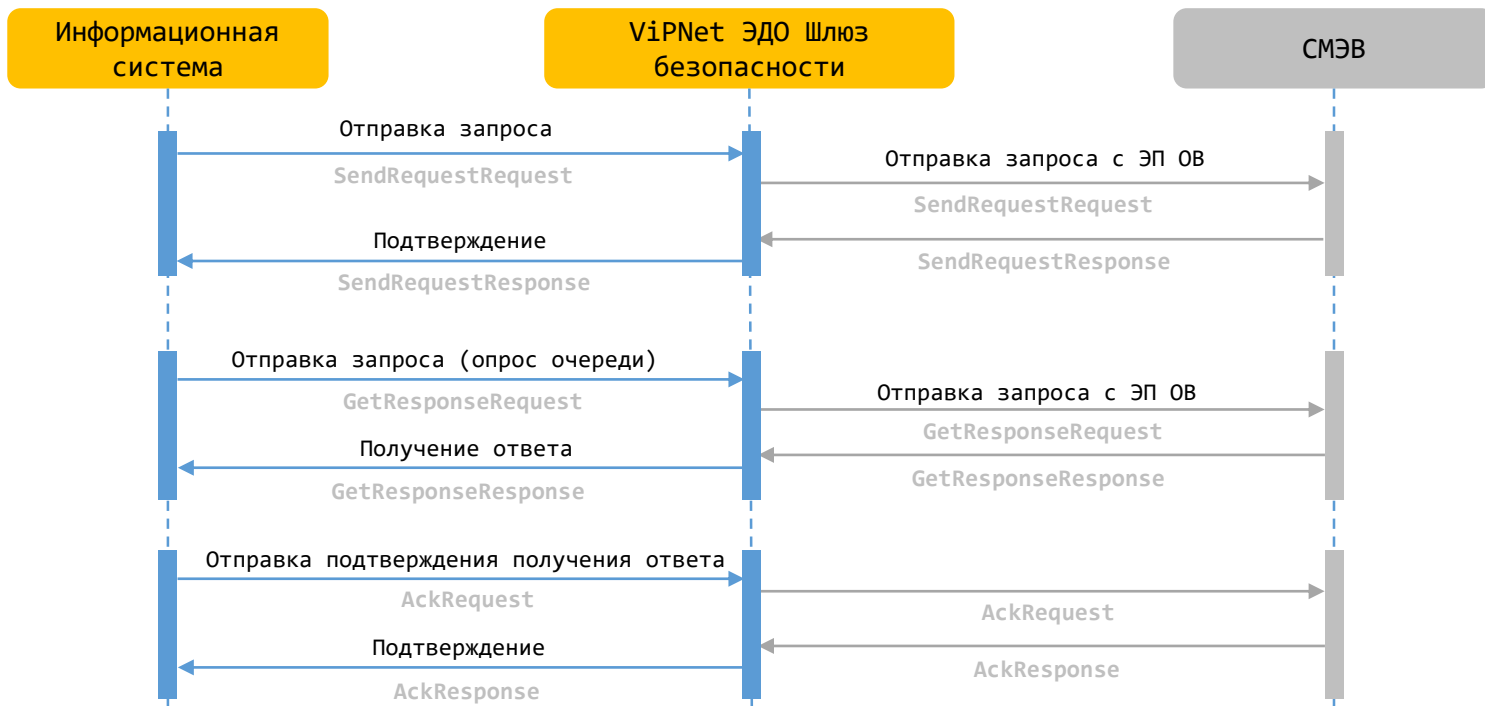 Информационная
система
ViPNet ЭДО Шлюз
безопасности
СМЭВ
Отправка запроса
SendRequestRequest
Отправка запроса с ЭП ОВ
SendRequestRequest
Подтверждение
SendRequestResponse
SendRequestResponse
Отправка запроса (опрос очереди)
GetResponseRequest
Отправка запроса с ЭП ОВ
GetResponseRequest
Получение ответа
GetResponseResponse
GetResponseResponse
Отправка подтверждения получения ответа
AckRequest
AckRequest
Подтверждение
AckResponse
AckResponse